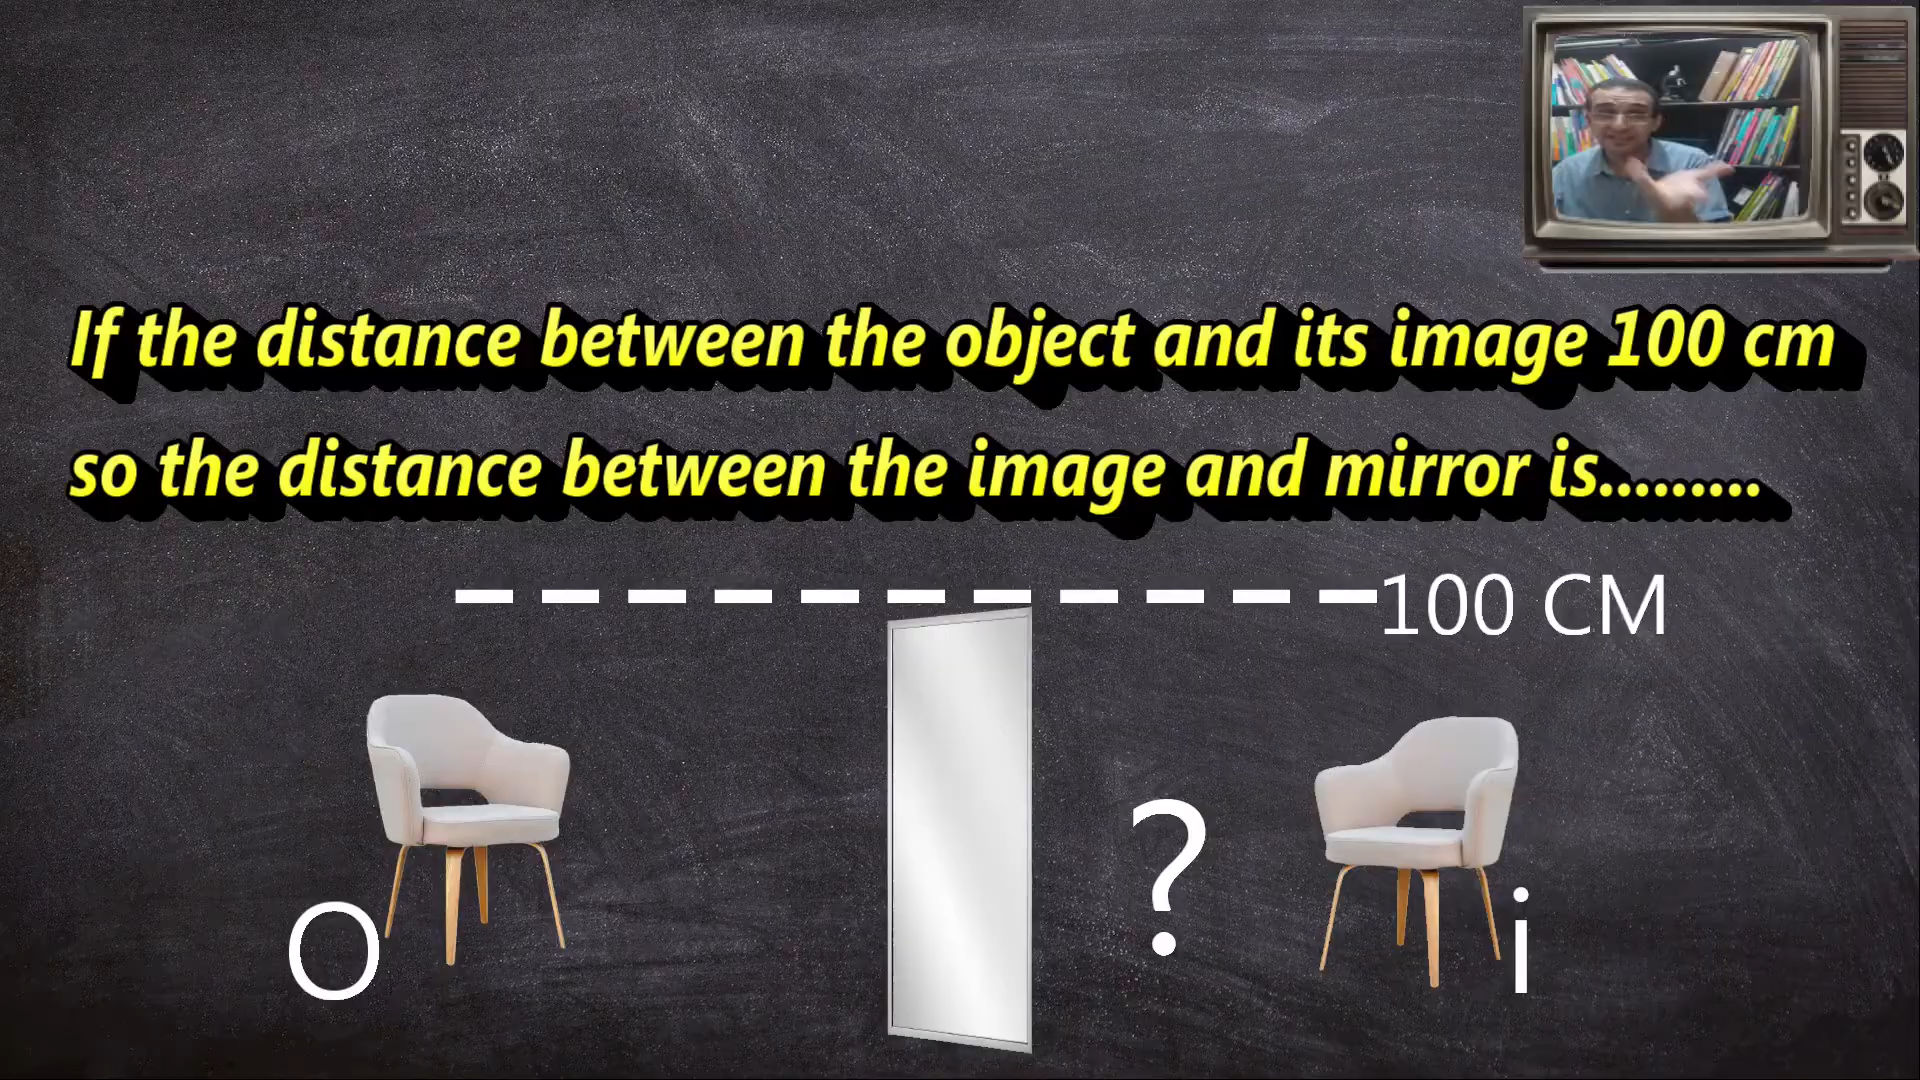 If the distance between the object and its image 100 cm
so the distance between the image and mirror is.........
100 CM
?
O
i